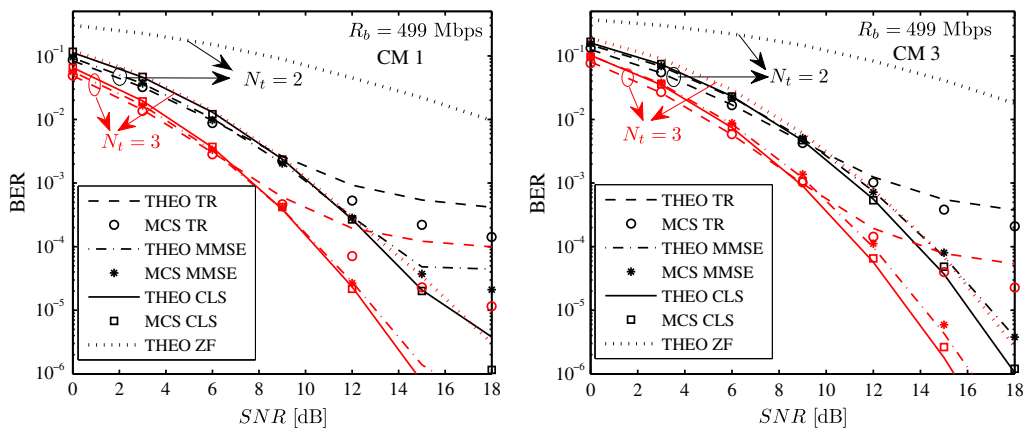 R_b = 499 Mbps
CM 1
N_t = 2
N_t = 3
BER
10^-1
10^-2
10^-3
10^-4
10^-5
10^-6
THEO TR
MCS TR
THEO MMSE
MCS MMSE
THEO CLS
MCS CLS
THEO ZF
0 2 4 6 8 10 12 14 16 18
SNR [dB]
R_b = 499 Mbps
CM 3
N_t = 2
N_t = 3
BER
10^-1
10^-2
10^-3
10^-4
10^-5
10^-6
THEO TR
MCS TR
THEO MMSE
MCS MMSE
THEO CLS
MCS CLS
THEO ZF
0 2 4 6 8 10 12 14 16 18
SNR [dB]